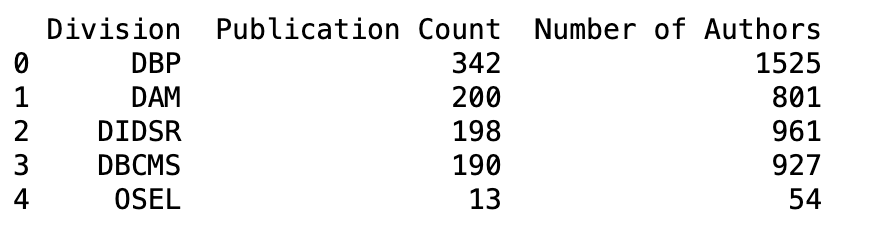 Division Publication Count Number of Authors
0 DBP 342 1525
1 DAM 200 801
2 DIDSR 198 961
3 DBCMS 190 927
4 OSEL 13 54